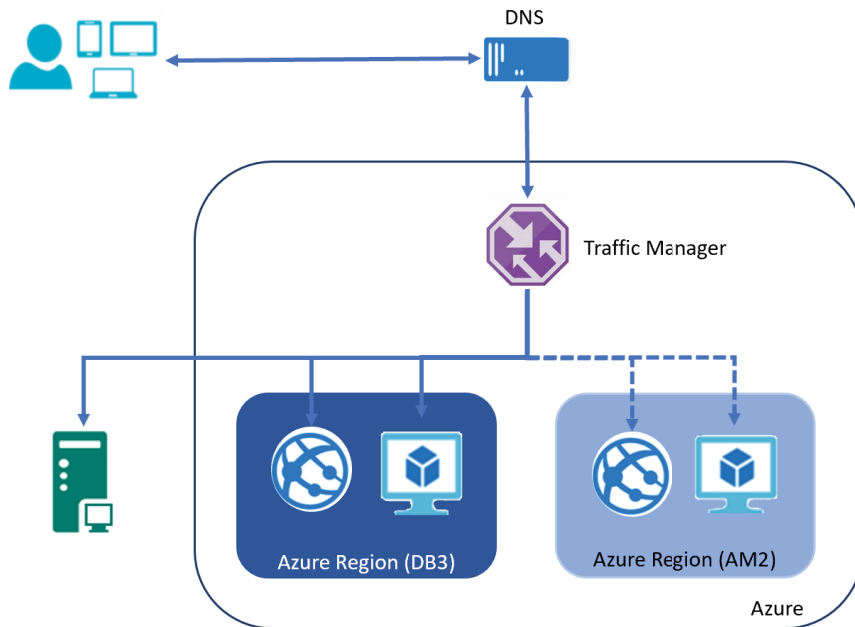 DNS
Traffic Manager
Azure Region (DB3)
Azure Region (AM2)
Azure